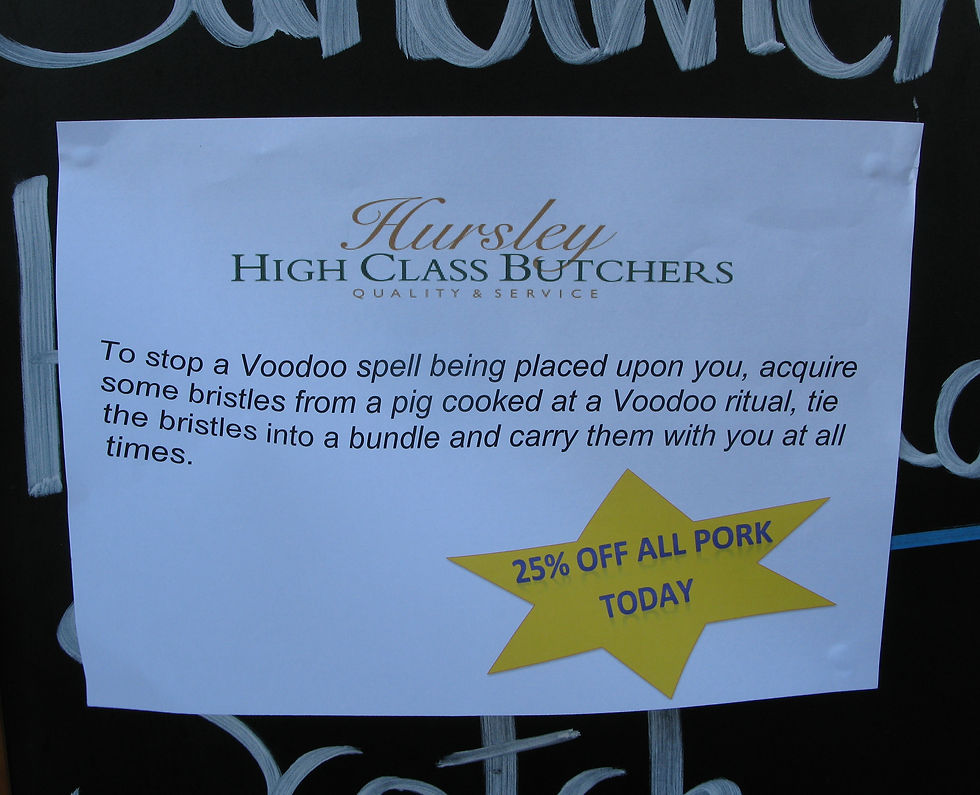 Hursley
HIGH CLASS BUTCHERS
QUALITY & SERVICE
To stop a Voodoo spell being placed upon you, acquire
some bristles from a pig cooked at a Voodoo ritual, tie
the bristles into a bundle and carry them with you at all
times.
25% OFF ALL PORK
TODAY